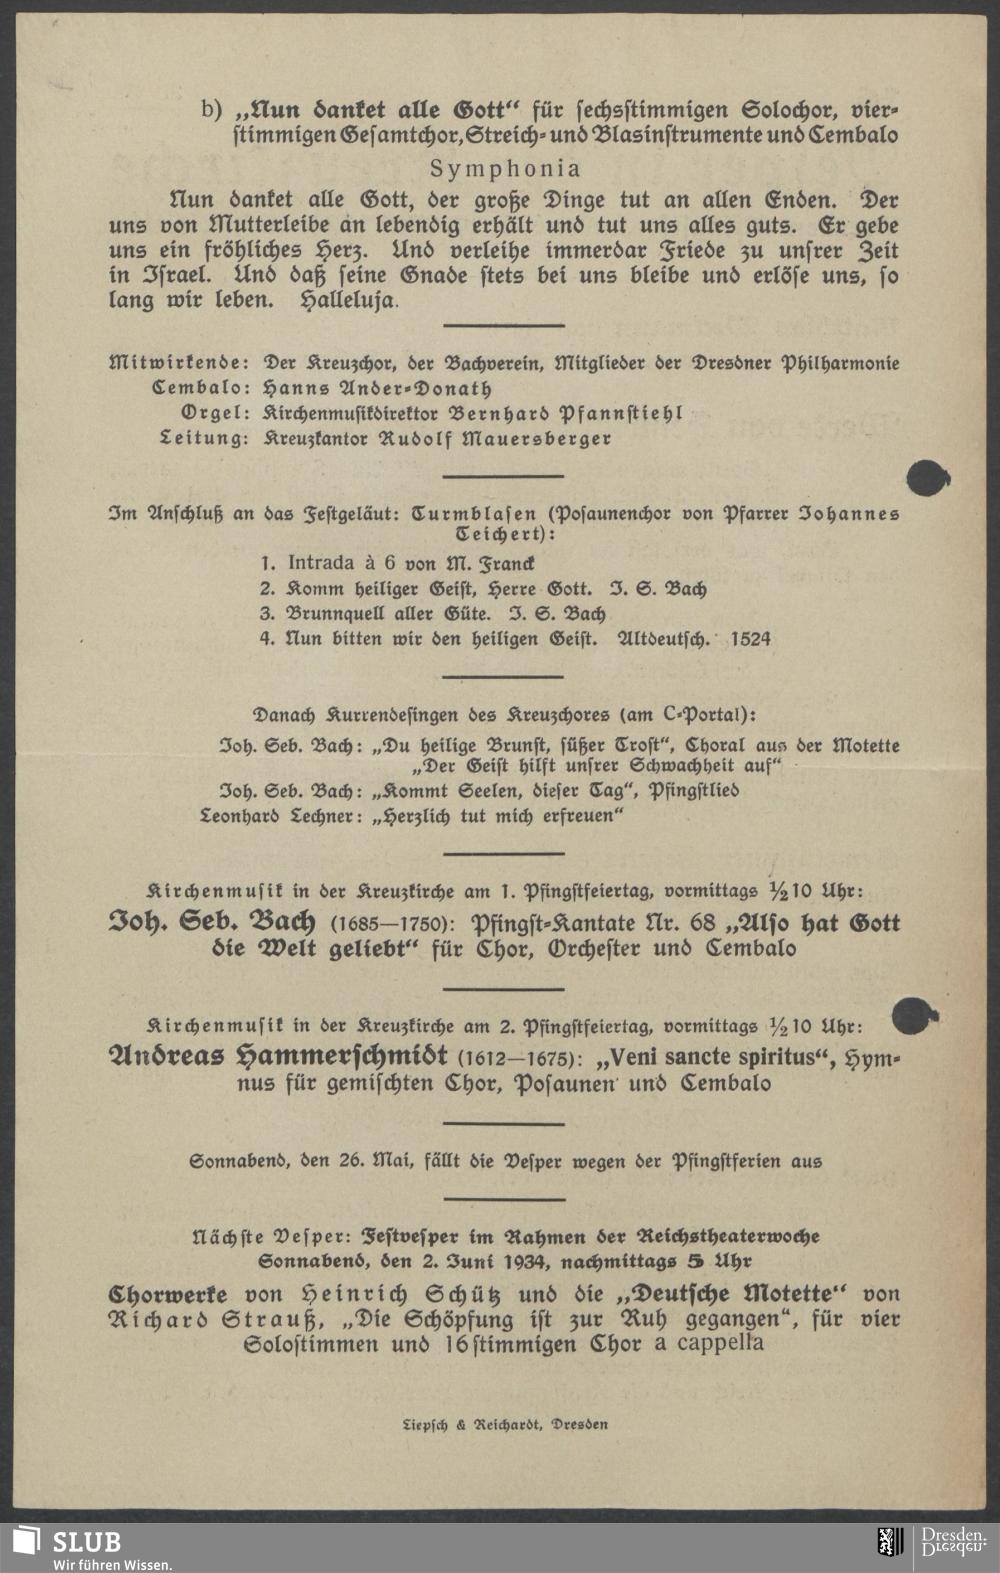 b) „Nun danket alle Gott“ für sechsstimmigen Solochor, vier-
stimmigen Gesamtchor, Streich- und Blasinstrumente und Cembalo
Symphonia
Nun danket alle Gott, der große Dinge tut an allen Enden. Der
uns von Mutterleibe an lebendig erhält und tut uns alles guts. Er gebe
uns ein fröhliches Herz. Und verleihe immerdar Friede zu unsrer Zeit
in Israel. Und daß seine Gnade stets bei uns bleibe und erlöse uns, so
lang wir leben. Halleluja.
Mitwirkende: Der Kreuzchor, der Bachverein, Mitglieder der Dresdner Philharmonie
Cembalo: Hanns Ander-Donath
Orgel: Kirchenmusikdirektor Bernhard Pfannstiehl
Leitung: Kreuzkantor Rudolf Mauersberger
Im Anschluß an das Festgeläut: Turmblasen (Posaunenchor von Pfarrer Johannes
Teichert):
1. Intrada à 6 von M. Franck
2. Komm heiliger Geist, Herre Gott. J. S. Bach
3. Brunnquell aller Güte. J. S. Bach
4. Nun bitten wir den heiligen Geist. Altdeutsch. 1524
Danach Kurrendesingen des Kreuzchores (am C-Portal):
Joh. Seb. Bach: „Du heilige Brunst, süßer Trost“, Choral aus der Motette
„Der Geist hilft unsrer Schwachheit auf“
Joh. Seb. Bach: „Kommt Seelen, dieser Tag“, Pfingstlied
Leonhard Lechner: „Herzlich tut mich erfreuen“
Kirchenmusik in der Kreuzkirche am 1. Pfingstfeiertag, vormittags ½10 Uhr:
Joh. Seb. Bach (1685—1750): Pfingst-Kantate Nr. 68 „Also hat Gott
die Welt geliebt“ für Chor, Orchester und Cembalo
Kirchenmusik in der Kreuzkirche am 2. Pfingstfeiertag, vormittags ½10 Uhr:
Andreas Hammerschmidt (1612—1675): „Veni sancte spiritus“, Hym-
nus für gemischten Chor, Posaunen und Cembalo
Sonnabend, den 26. Mai, fällt die Vesper wegen der Pfingstferien aus
Nächste Vesper: Festvesper im Rahmen der Reichstheaterwoche
Sonnabend, den 2. Juni 1934, nachmittags 5 Uhr
Chorwerke von Heinrich Schütz und die „Deutsche Motette“ von
Richard Strauß, „Die Schöpfung ist zur Ruh gegangen“, für vier
Solostimmen und 16stimmigen Chor a cappella
Liepsch & Reichardt, Dresden
SLUB
Wir führen Wissen.
Dresden.
Dresden.